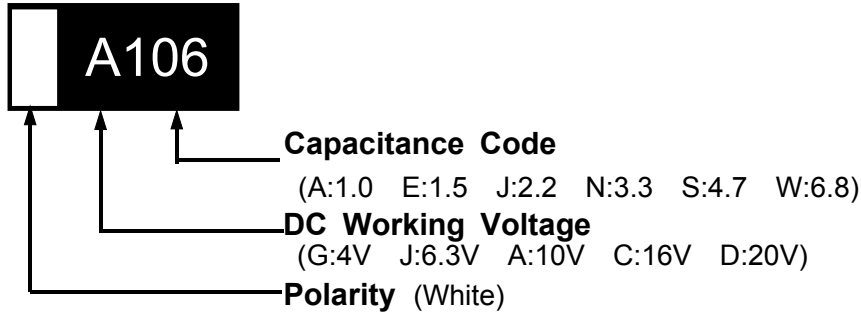 A106
Capacitance Code
(A:1.0 E:1.5 J:2.2 N:3.3 S:4.7 W:6.8)
DC Working Voltage
(G:4V J:6.3V A:10V C:16V D:20V)
Polarity (White)